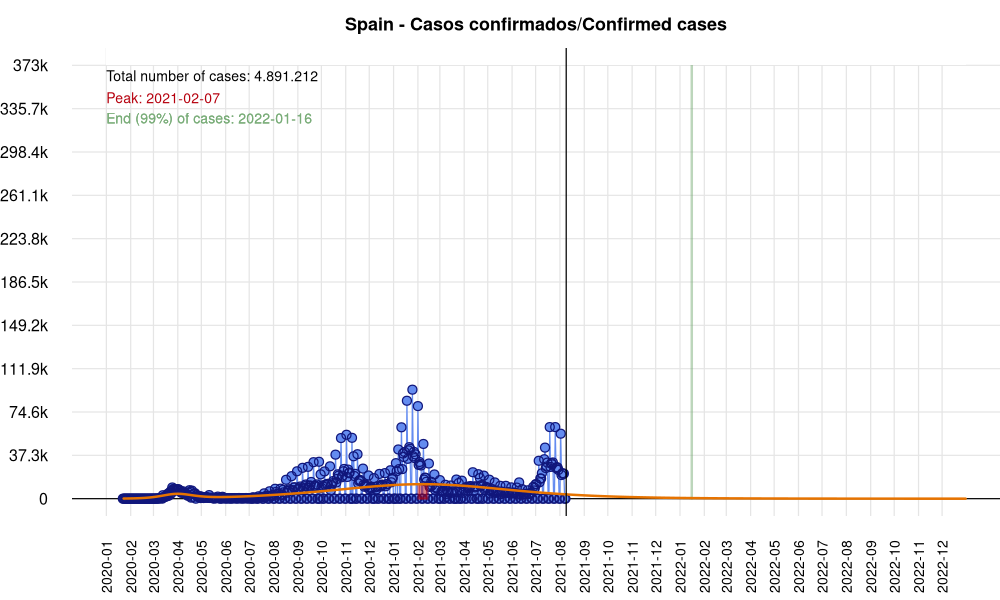 Spain - Casos confirmados/Confirmed cases
Total number of cases: 4.891.212
Peak: 2021-02-07
End (99%) of cases: 2022-01-16
373k
335.7k
298.4k
261.1k
223.8k
186.5k
149.2k
111.9k
74.6k
37.3k
0
2020-01
2020-02
2020-03
2020-04
2020-05
2020-06
2020-07
2020-08
2020-09
2020-10
2020-11
2020-12
2021-01
2021-02
2021-03
2021-04
2021-05
2021-06
2021-07
2021-08
2021-09
2021-10
2021-11
2021-12
2022-01
2022-02
2022-03
2022-04
2022-05
2022-06
2022-07
2022-08
2022-09
2022-10
2022-11
2022-12